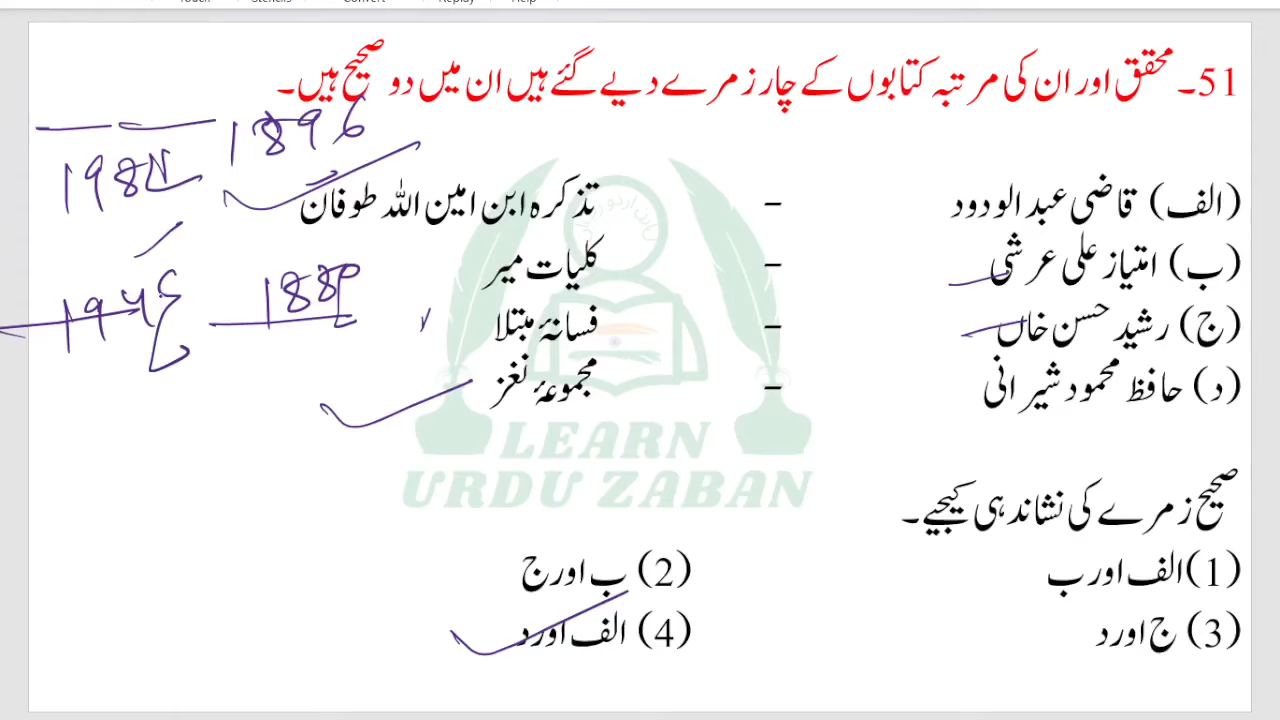 51۔ محقق اور ان کی مرتبہ کتابوں کے چار زمرے دیے گئے ہیں ان میں دو صحیح ہیں۔
1896
1984
(الف) قاضی عبد الودود - تذکرہ ابن امین اللہ طوفان
(ب) امتیاز علی عرشی - کلیات میر
(ج) رشید حسن خاں - فسانۂ مبتلا
(د) حافظ محمود شیرانی - مجموعۂ نغز
LEARN
URDU ZABAN
صحیح زمرے کی نشاندہی کیجیے۔
(1) الف اور ب (2) ب اور ج
(3) ج اور د (4) الف اور د